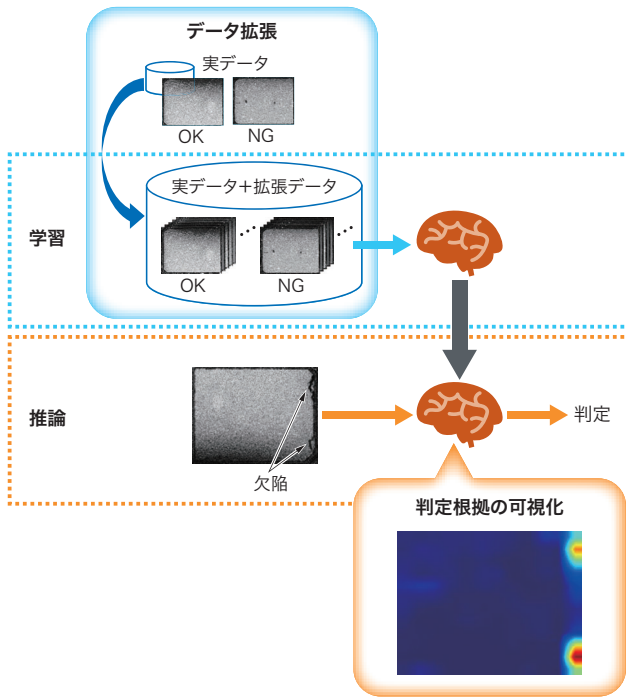 データ拡張
実データ
OK
NG
学習
実データ+拡張データ
…
…
OK
NG
推論
判定
欠陥
判定根拠の可視化